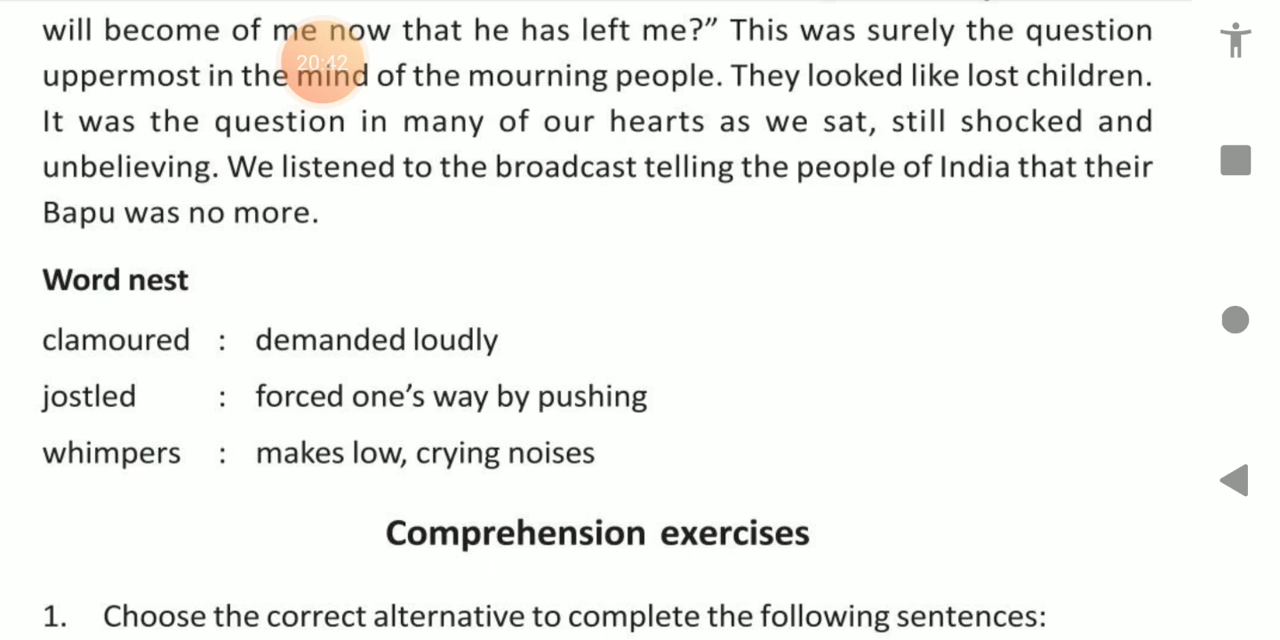 will become of me now that he has left me?” This was surely the question
uppermost in the mind of the mourning people. They looked like lost children.
It was the question in many of our hearts as we sat, still shocked and
unbelieving. We listened to the broadcast telling the people of India that their
Bapu was no more.
20:42
Word nest
clamoured : demanded loudly
jostled : forced one’s way by pushing
whimpers : makes low, crying noises
Comprehension exercises
1. Choose the correct alternative to complete the following sentences: